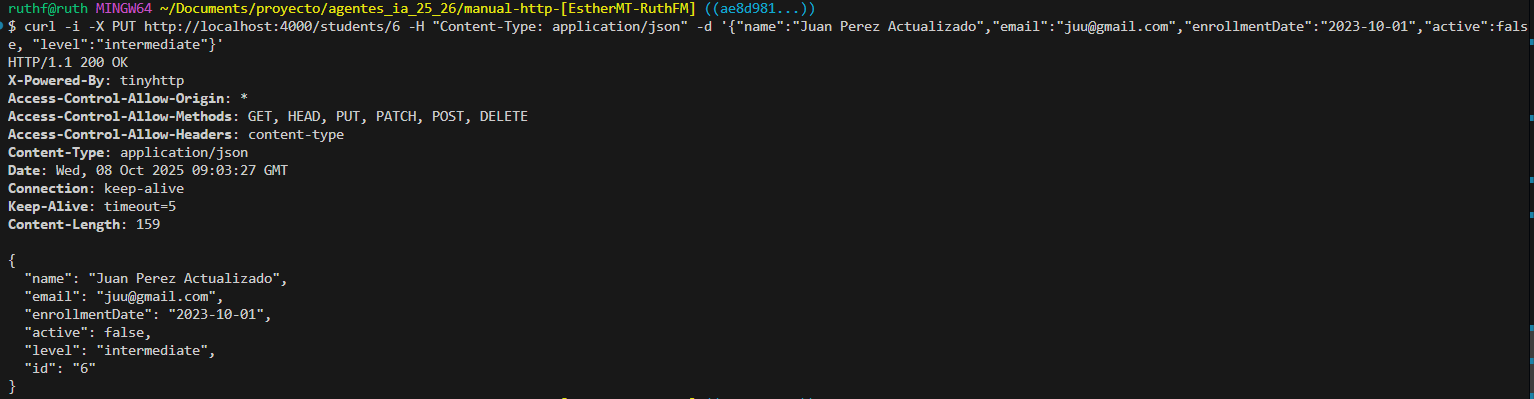 ruthf@ruth MINGW64 ~/Documents/proyecto/agentes_ia_25_26/manual-http-[EstherMT-RuthFM] ((ae8d981...))
$ curl -i -X PUT http://localhost:4000/students/6 -H "Content-Type: application/json" -d '{"name":"Juan Perez Actualizado","email":"juu@gmail.com","enrollmentDate":"2023-10-01","active":fals
e, "level":"intermediate"}'
HTTP/1.1 200 OK
X-Powered-By: tinyhttp
Access-Control-Allow-Origin: *
Access-Control-Allow-Methods: GET, HEAD, PUT, PATCH, POST, DELETE
Access-Control-Allow-Headers: content-type
Content-Type: application/json
Date: Wed, 08 Oct 2025 09:03:27 GMT
Connection: keep-alive
Keep-Alive: timeout=5
Content-Length: 159
{
  "name": "Juan Perez Actualizado",
  "email": "juu@gmail.com",
  "enrollmentDate": "2023-10-01",
  "active": false,
  "level": "intermediate",
  "id": "6"
}